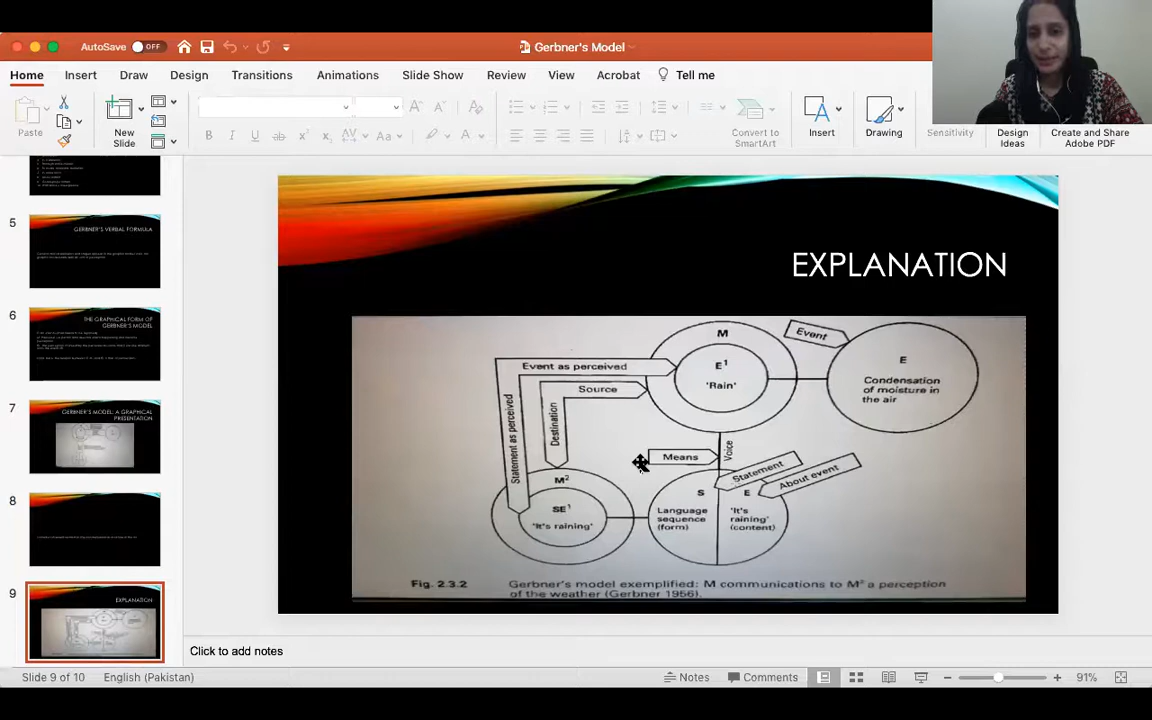 AutoSave
OFF
Gerbner's Model
Home
Insert
Draw
Design
Transitions
Animations
Slide Show
Review
View
Acrobat
Tell me
Paste
New
Slide
Convert to
SmartArt
Insert
Drawing
Sensitivity
Design
Ideas
Create and Share
Adobe PDF
5
GERBNER'S VERBAL FORMULA
6
THE GRAPHICAL FORM OF
GERBNER'S MODEL
7
GERBNER'S MODEL: A GRAPHICAL
PRESENTATION
8
9
EXPLANATION
EXPLANATION
M
E¹
'Rain'
Event
E
Condensation
of moisture in
the air
Event as perceived
Source
Statement as perceived
Destination
Means
Voice
Statement
About event
M²
SE¹
'It's raining'
S
Language
sequence
(form)
E
'It's
raining'
(content)
Fig. 2.3.2
Gerbner's model exemplified: M communications to M² a perception
of the weather (Gerbner 1956).
Click to add notes
Slide 9 of 10
English (Pakistan)
Notes
Comments
91%